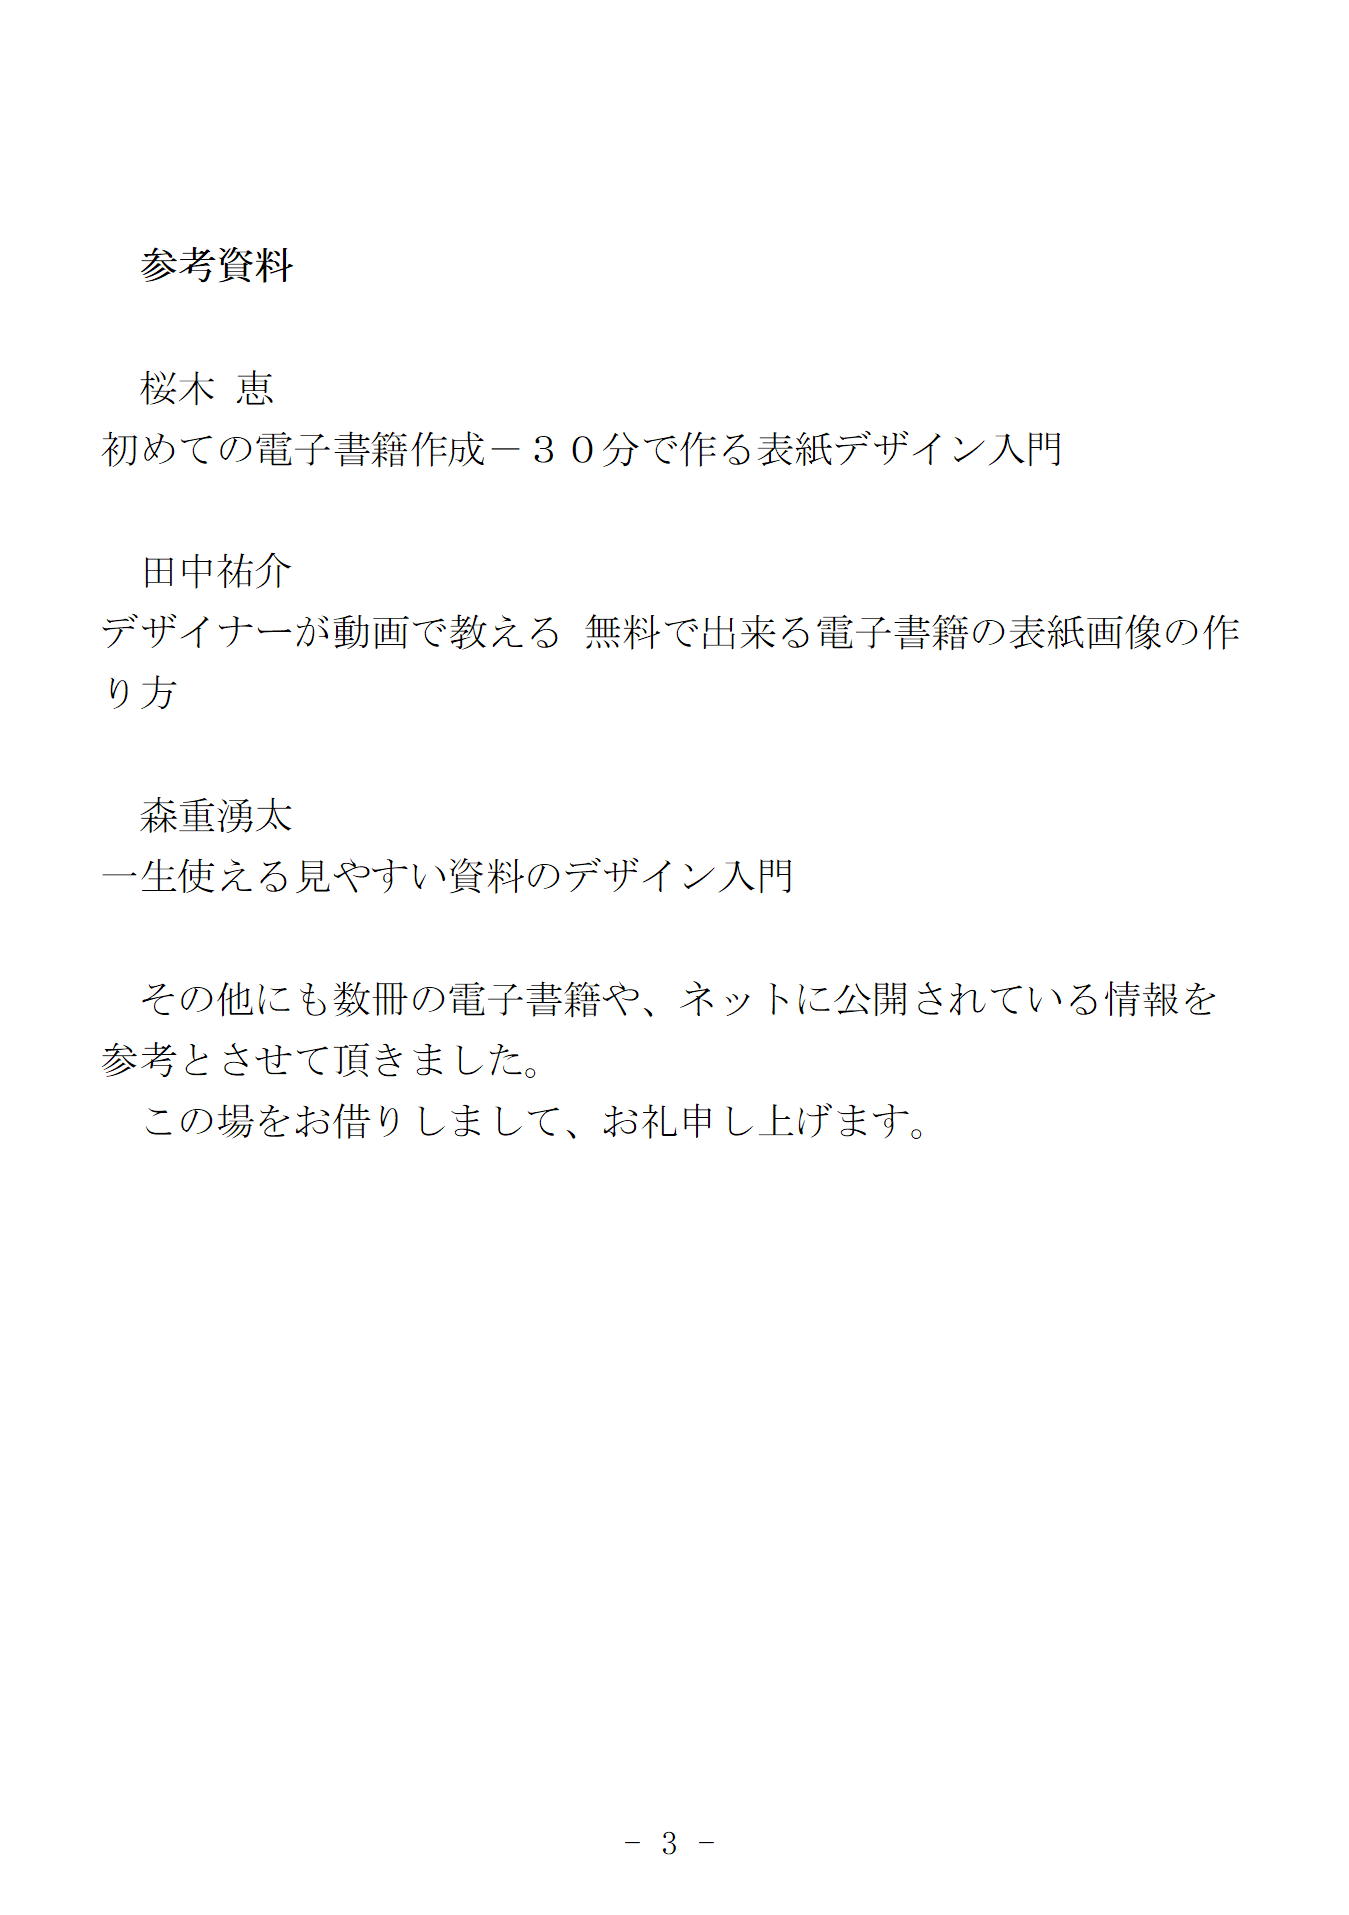 参考資料
桜木 恵
初めての電子書籍作成－３０分で作る表紙デザイン入門
田中祐介
デザイナーが動画で教える 無料で出来る電子書籍の表紙画像の作
り方
森重湧太
一生使える見やすい資料のデザイン入門
その他にも数冊の電子書籍や、ネットに公開されている情報を
参考とさせて頂きました。
この場をお借りしまして、お礼申し上げます。
- 3 -